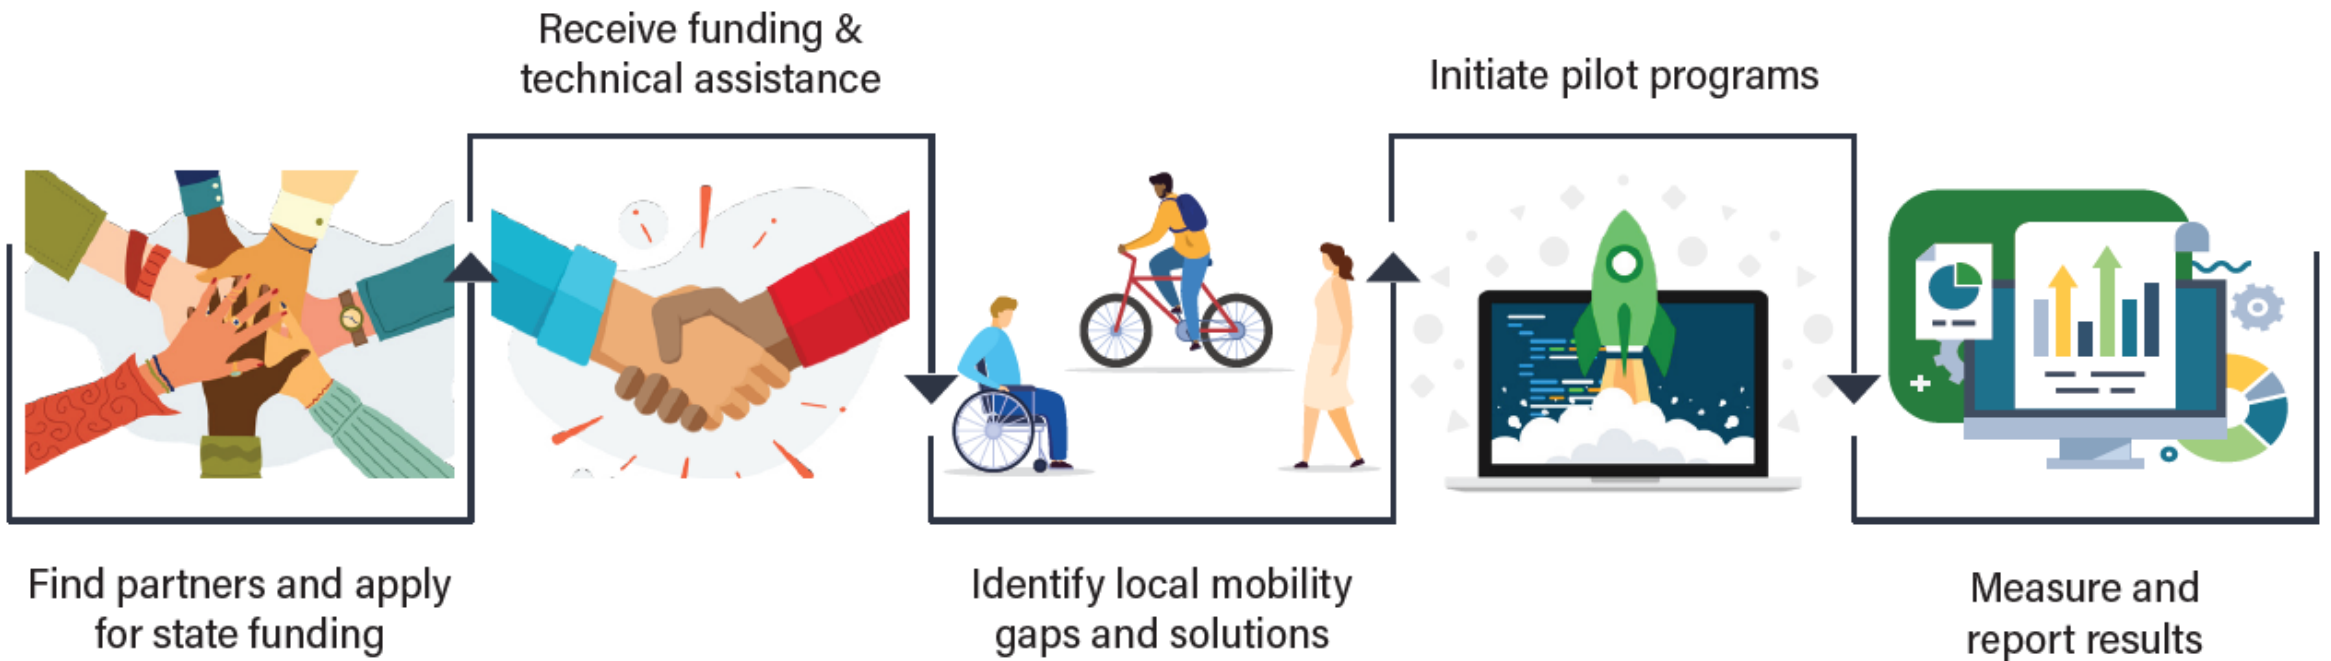 Find partners and apply
for state funding
Receive funding &
technical assistance
Identify local mobility
gaps and solutions
Initiate pilot programs
Measure and
report results